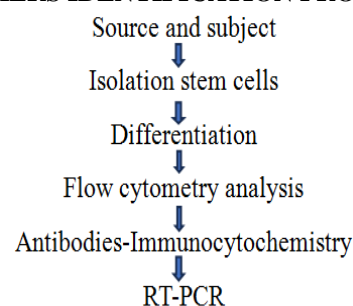 Source and subject
Isolation stem cells
Differentiation
Flow cytometry analysis
Antibodies-Immunocytochemistry
RT-PCR